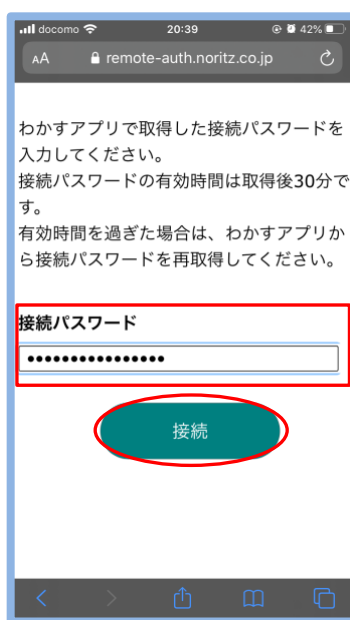 docomo 20:39 42%
AA remote-auth.noritz.co.jp
わかすアプリで取得した接続パスワードを
入力してください。
接続パスワードの有効時間は取得後30分で
す。
有効時間を過ぎた場合は、わかすアプリか
ら接続パスワードを再取得してください。
接続パスワード
••••••••••••••••
接続